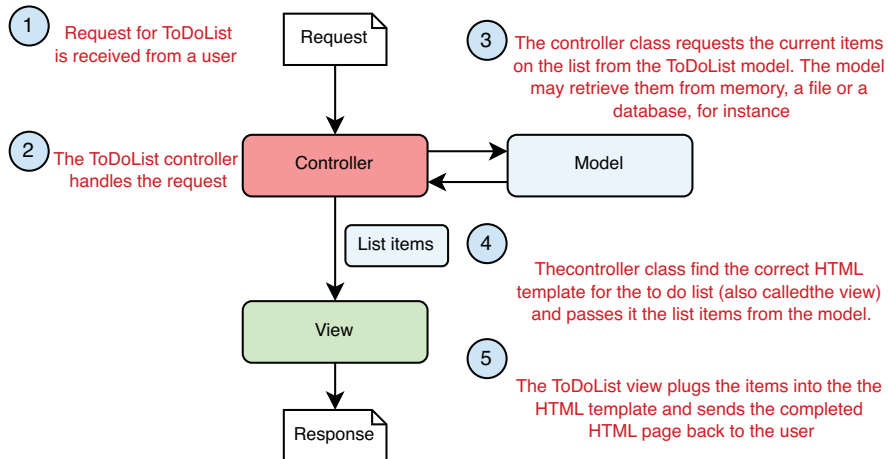 1
Request for ToDoList
is received from a user
Request
3
The controller class requests the current items
on the list from the ToDoList model. The model
may retrieve them from memory, a file or a
database, for instance
2
The ToDoList controller
handles the request
Controller
Model
List items
4
Thecontroller class find the correct HTML
template for the to do list (also calledthe view)
and passes it the list items from the model.
View
5
The ToDoList view plugs the items into the the
HTML template and sends the completed
HTML page back to the user
Response